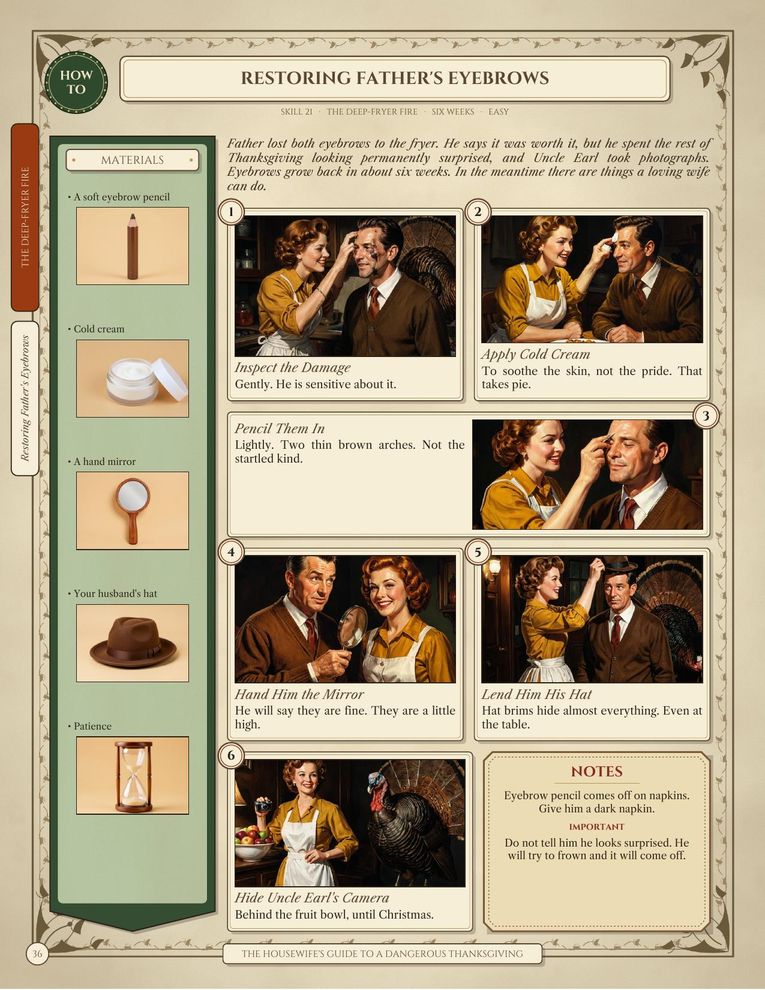 HOW
TO
RESTORING FATHER'S EYEBROWS
SKILL 21 · THE DEEP-FRYER FIRE · SIX WEEKS · EASY
THE DEEP-FRYER FIRE
Restoring Father's Eyebrows
MATERIALS
• A soft eyebrow pencil
• Cold cream
• A hand mirror
• Your husband's hat
• Patience
Father lost both eyebrows to the fryer. He says it was worth it, but he spent the rest of
Thanksgiving looking permanently surprised, and Uncle Earl took photographs.
Eyebrows grow back in about six weeks. In the meantime there are things a loving wife
can do.
1
Inspect the Damage
Gently. He is sensitive about it.
2
Apply Cold Cream
To soothe the skin, not the pride. That
takes pie.
3
Pencil Them In
Lightly. Two thin brown arches. Not the
startled kind.
4
Hand Him the Mirror
He will say they are fine. They are a little
high.
5
Lend Him His Hat
Hat brims hide almost everything. Even at
the table.
6
Hide Uncle Earl's Camera
Behind the fruit bowl, until Christmas.
NOTES
Eyebrow pencil comes off on napkins.
Give him a dark napkin.
IMPORTANT
Do not tell him he looks surprised. He
will try to frown and it will come off.
36
THE HOUSEWIFE'S GUIDE TO A DANGEROUS THANKSGIVING